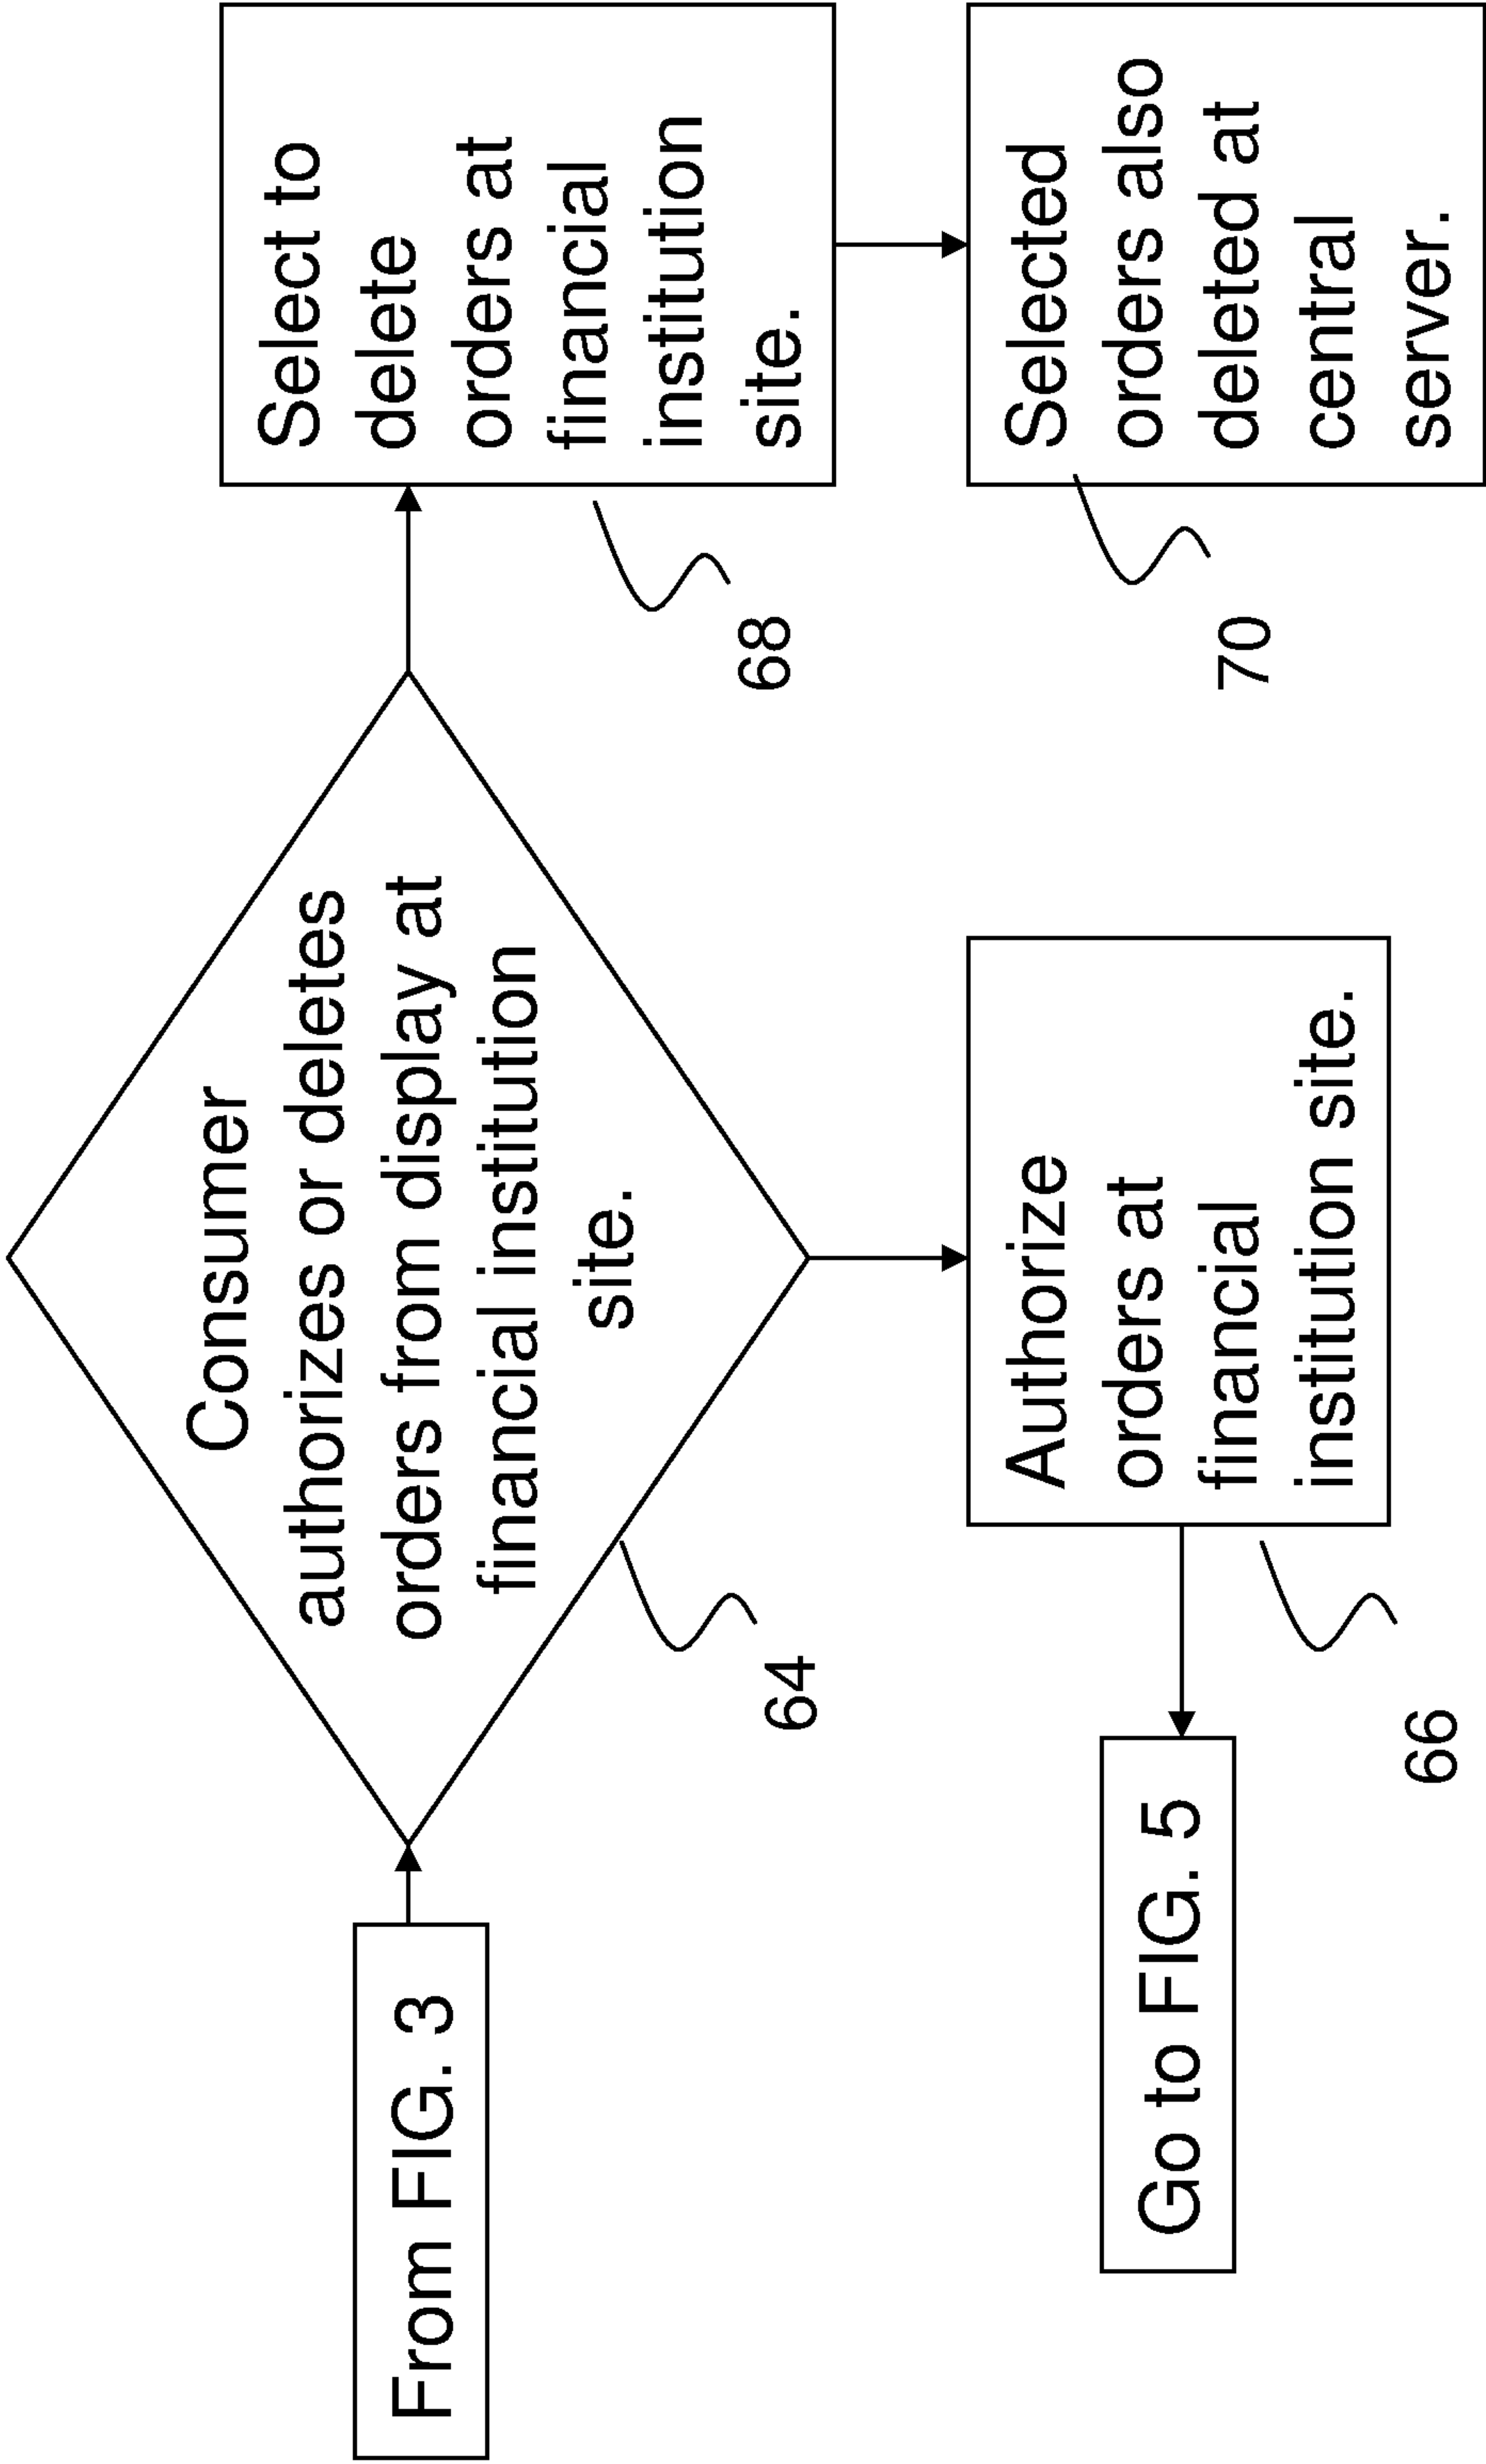 From FIG. 3
Consumer
authorizes or deletes
orders from display at
financial institution
site.
64
Select to
delete
orders at
financial
institution
site.
68
Selected
orders also
deleted at
central
server.
70
Authorize
orders at
financial
institution site.
66
Go to FIG. 5